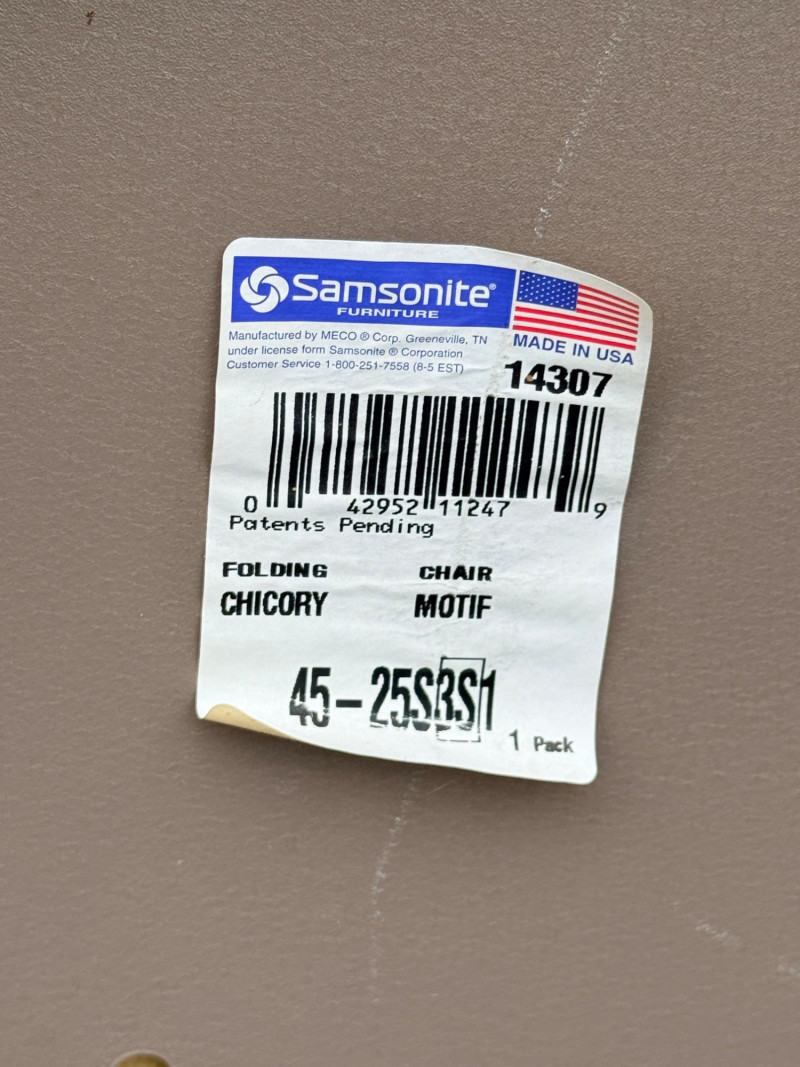 Samsonite®
FURNITURE
MADE IN USA
Manufactured by MECO ® Corp. Greeneville, TN
under license form Samsonite ® Corporation
Customer Service 1-800-251-7558 (8-5 EST)
14307
0 42952 11247 9
Patents Pending
FOLDING CHAIR
CHICORY MOTIF
45-25S3S1
1 Pack